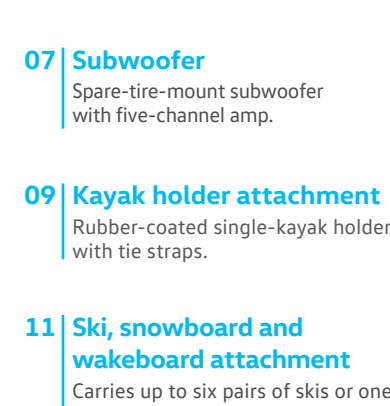 07 Subwoofer
Spare-tire-mount subwoofer
with five-channel amp.
09 Kayak holder attachment
Rubber-coated single-kayak holder
with tie straps.
11 Ski, snowboard and
wakeboard attachment
Carries up to six pairs of skis or one